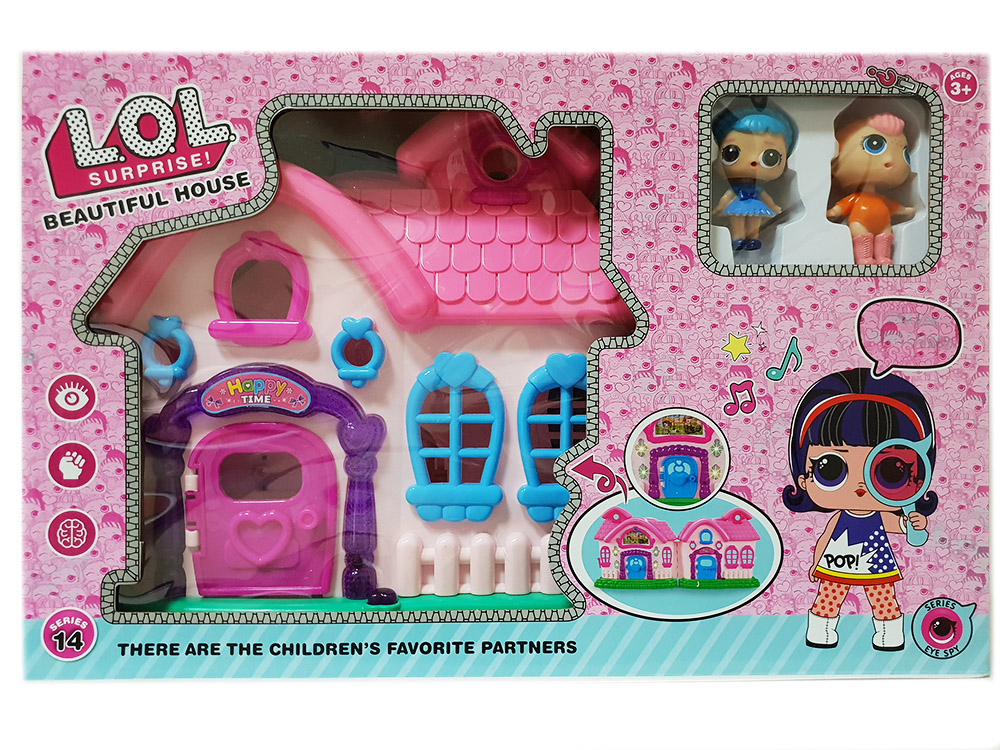 L.O.L.
SURPRISE!
BEAUTIFUL HOUSE
AGES
3+
Happy
TIME
POP!
SERIES
14
THERE ARE THE CHILDREN'S FAVORITE PARTNERS
SERIES
EYE SPY